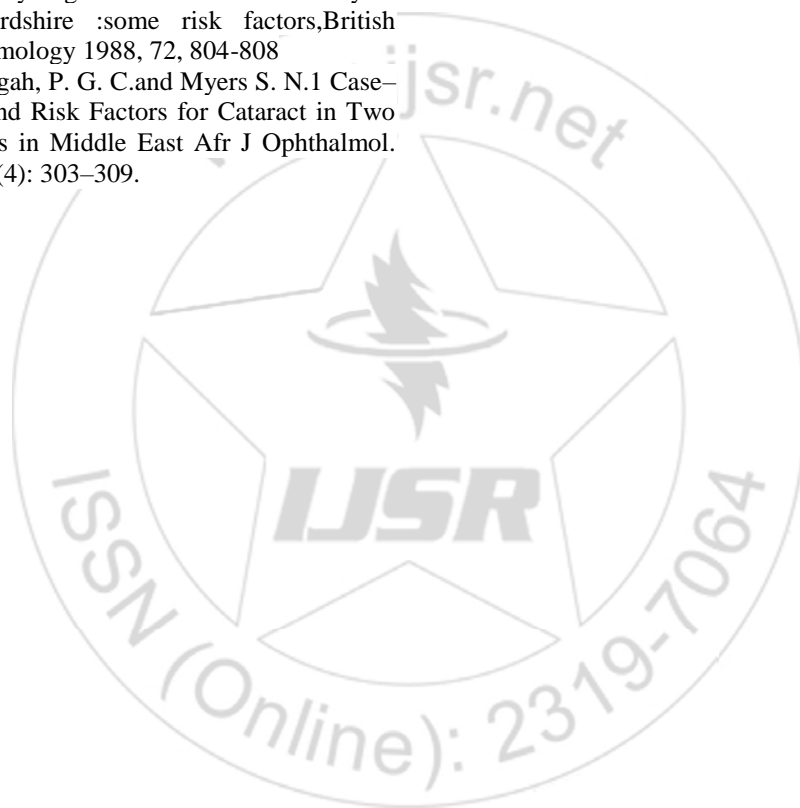 rdshire :some risk factors,British
mology 1988, 72, 804-808
gah, P. G. C.and Myers S. N.1 Case–
nd Risk Factors for Cataract in Two
s in Middle East Afr J Ophthalmol.
(4): 303–309.
ijsr.net
IJSR
ISSN (Online): 2319-7064